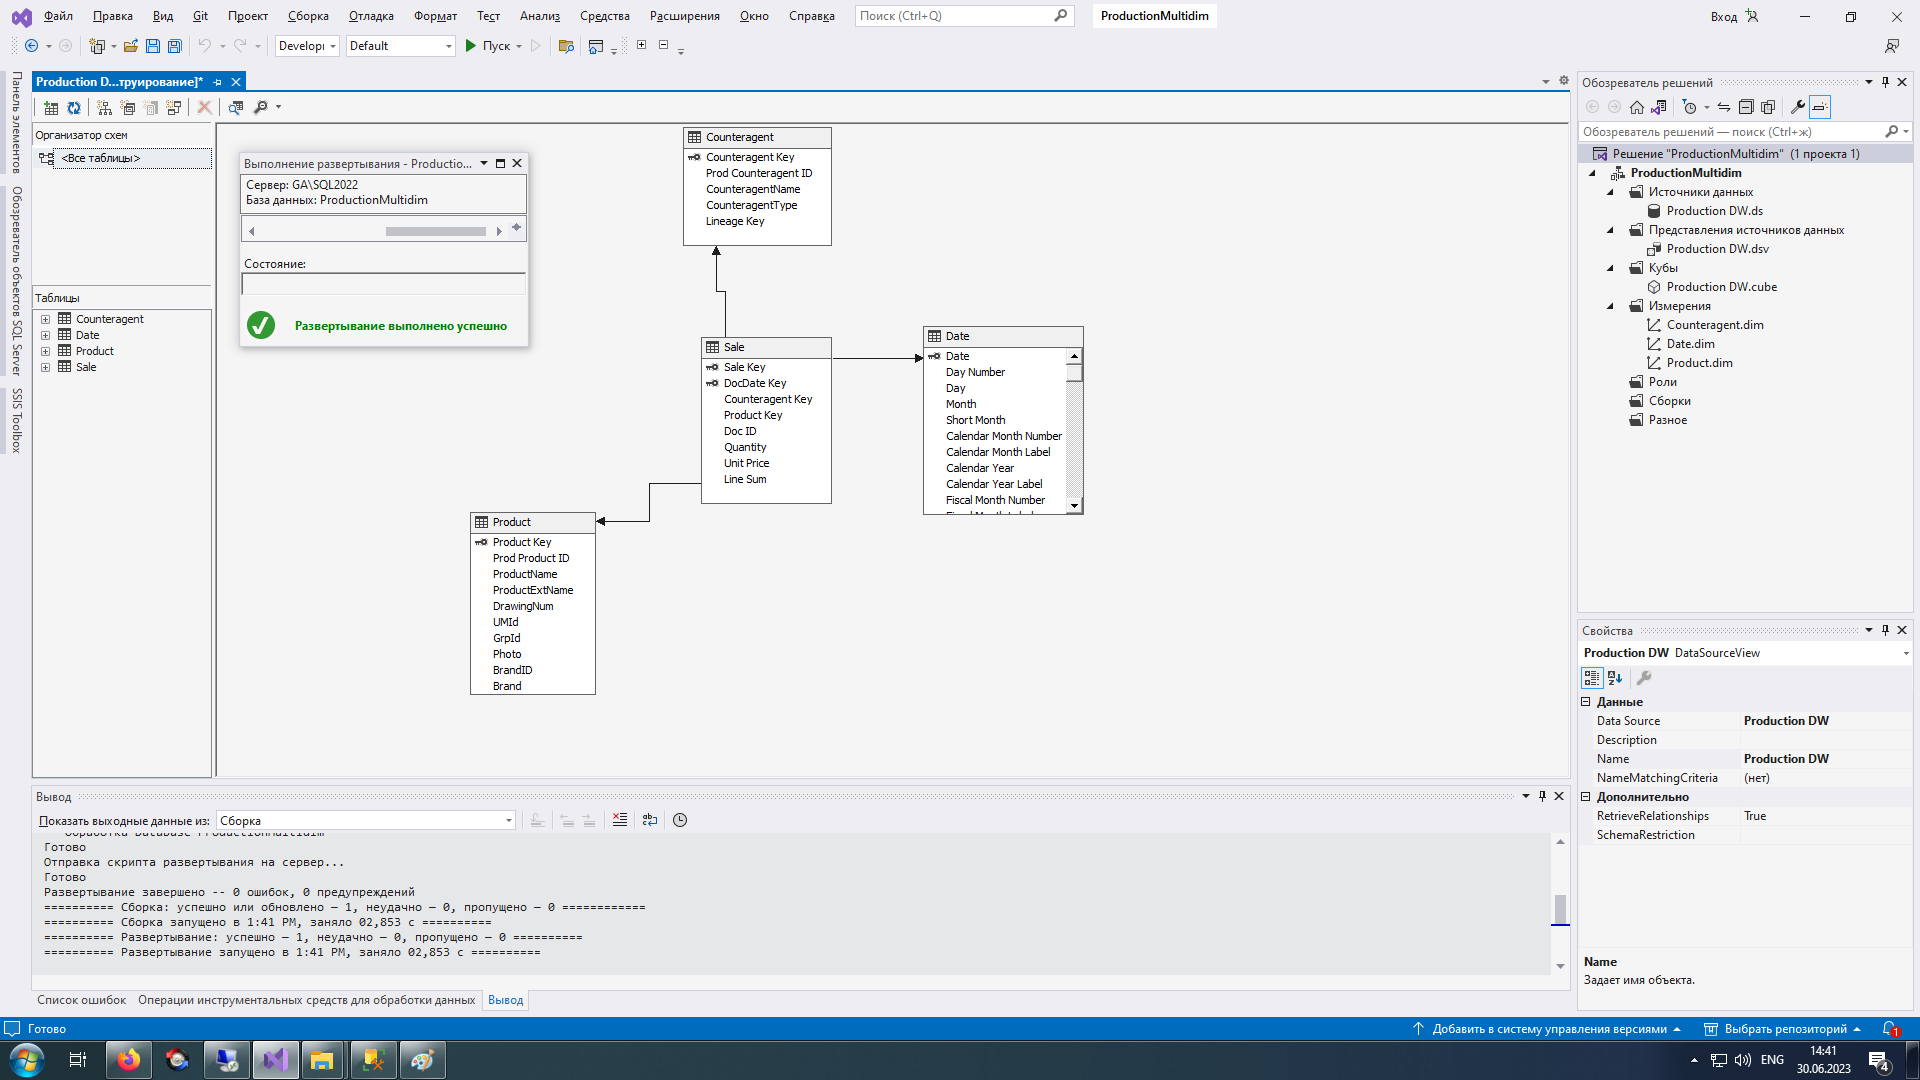 Файл Правка Вид Git Проект Сборка Отладка Формат Тест Анализ Средства Расширения Окно Справка Поиск (Ctrl+Q) ProductionMultidim Вход
Developı Default Пуск
Панель элементов
Обозреватель объектов SQL Server
SSIS Toolbox
Production D...труирование]*
Организатор схем
<Все таблицы>
Таблицы
Counteragent
Date
Product
Sale
Выполнение развертывания - Productio...
Сервер: GA\SQL2022
База данных: ProductionMultidim
Состояние:
Развертывание выполнено успешно
Counteragent
Counteragent Key
Prod Counteragent ID
CounteragentName
CounteragentType
Lineage Key
Sale
Sale Key
DocDate Key
Counteragent Key
Product Key
Doc ID
Quantity
Unit Price
Line Sum
Date
Date
Day Number
Day
Month
Short Month
Calendar Month Number
Calendar Month Label
Calendar Year
Calendar Year Label
Fiscal Month Number
Product
Product Key
Prod Product ID
ProductName
ProductExtName
DrawingNum
UMId
GrpId
Photo
BrandID
Brand
Обозреватель решений
Обозреватель решений — поиск (Ctrl+ж)
Решение "ProductionMultidim" (1 проекта 1)
ProductionMultidim
Источники данных
Production DW.ds
Представления источников данных
Production DW.dsv
Кубы
Production DW.cube
Измерения
Counteragent.dim
Date.dim
Product.dim
Роли
Сборки
Разное
Свойства
Production DW DataSourceView
Данные
Data Source Production DW
Description
Name Production DW
NameMatchingCriteria (нет)
Дополнительно
RetrieveRelationships True
SchemaRestriction
Name
Задает имя объекта.
Вывод
Показать выходные данные из: Сборка
Обработка Database ProductionMultidim
Готово
Отправка скрипта развертывания на сервер...
Готово
Развертывание завершено -- 0 ошибок, 0 предупреждений
========== Сборка: успешно или обновлено — 1, неудачно — 0, пропущено — 0 ============
========== Сборка запущено в 1:41 PM, заняло 02,853 с ==========
========== Развертывание: успешно — 1, неудачно — 0, пропущено — 0 ==========
========== Развертывание запущено в 1:41 PM, заняло 02,853 с ==========
Список ошибок Операции инструментальных средств для обработки данных Вывод
Готово Добавить в систему управления версиями Выбрать репозиторий 1
ENG 14:41
30.06.2023 4